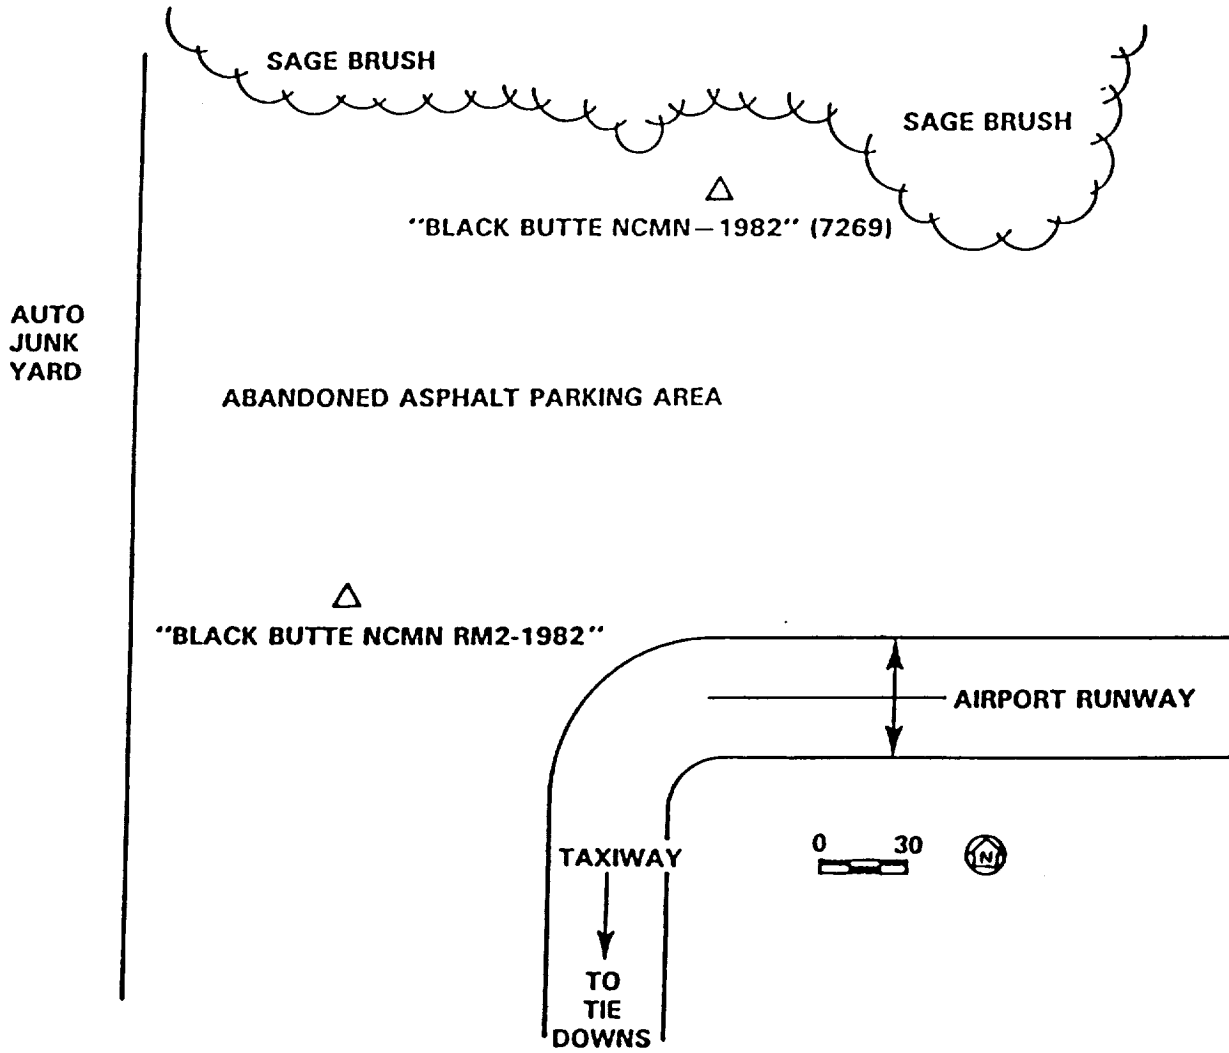 SAGE BRUSH
SAGE BRUSH
"BLACK BUTTE NCMN–1982" (7269)
AUTO
JUNK
YARD
ABANDONED ASPHALT PARKING AREA
"BLACK BUTTE NCMN RM2-1982"
AIRPORT RUNWAY
TAXIWAY
0 30
N
TO
TIE
DOWNS